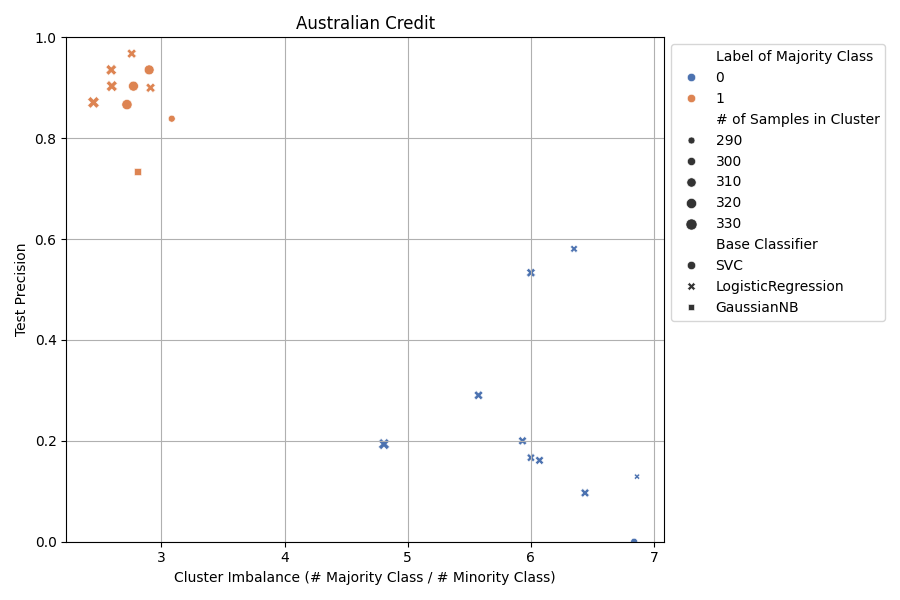 Australian Credit
1.0
0.8
0.6
0.4
0.2
0.0
Test Precision
3
4
5
6
7
Cluster Imbalance (# Majority Class / # Minority Class)
Label of Majority Class
0
1
# of Samples in Cluster
290
300
310
320
330
Base Classifier
SVC
LogisticRegression
GaussianNB